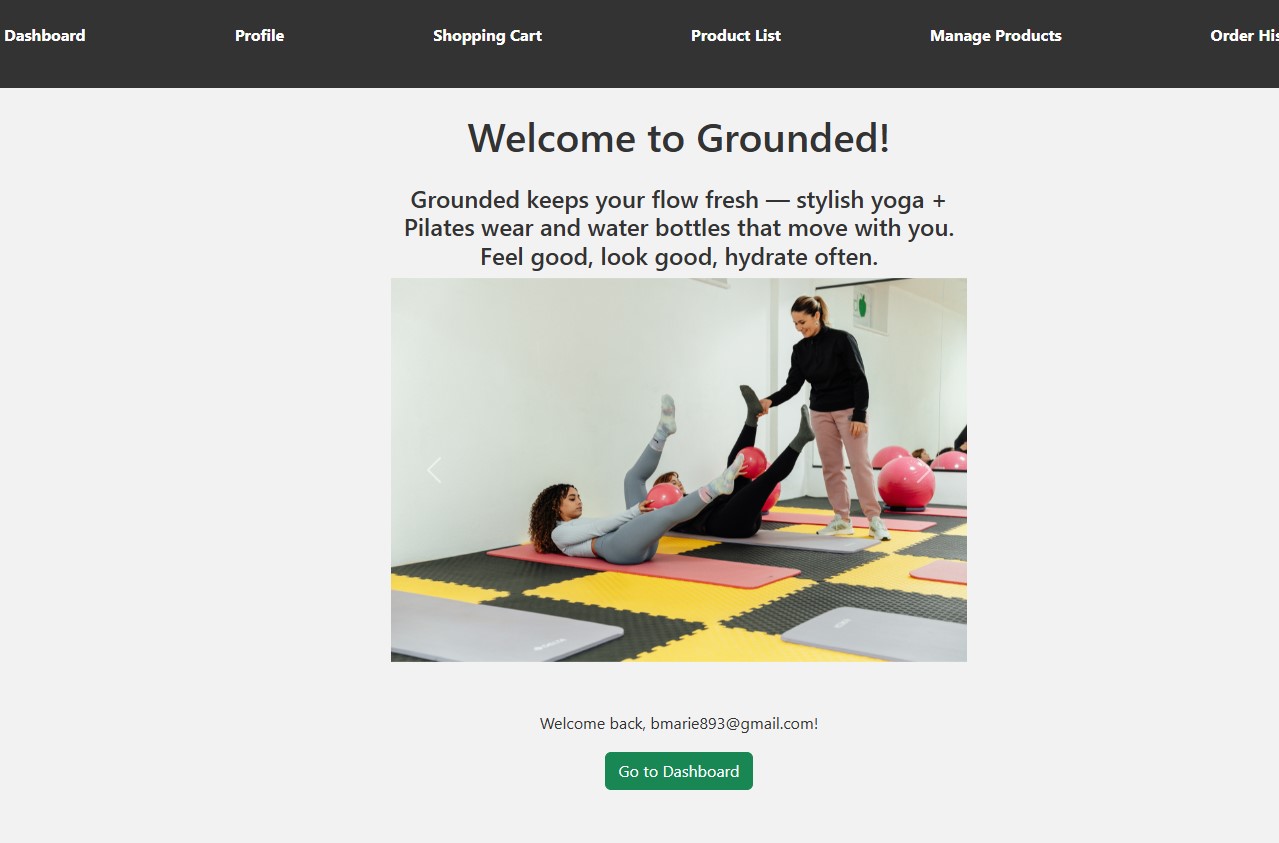 Dashboard Profile Shopping Cart Product List Manage Products Order His
Welcome to Grounded!
Grounded keeps your flow fresh — stylish yoga +
Pilates wear and water bottles that move with you.
Feel good, look good, hydrate often.
Welcome back, bmarie893@gmail.com!
Go to Dashboard